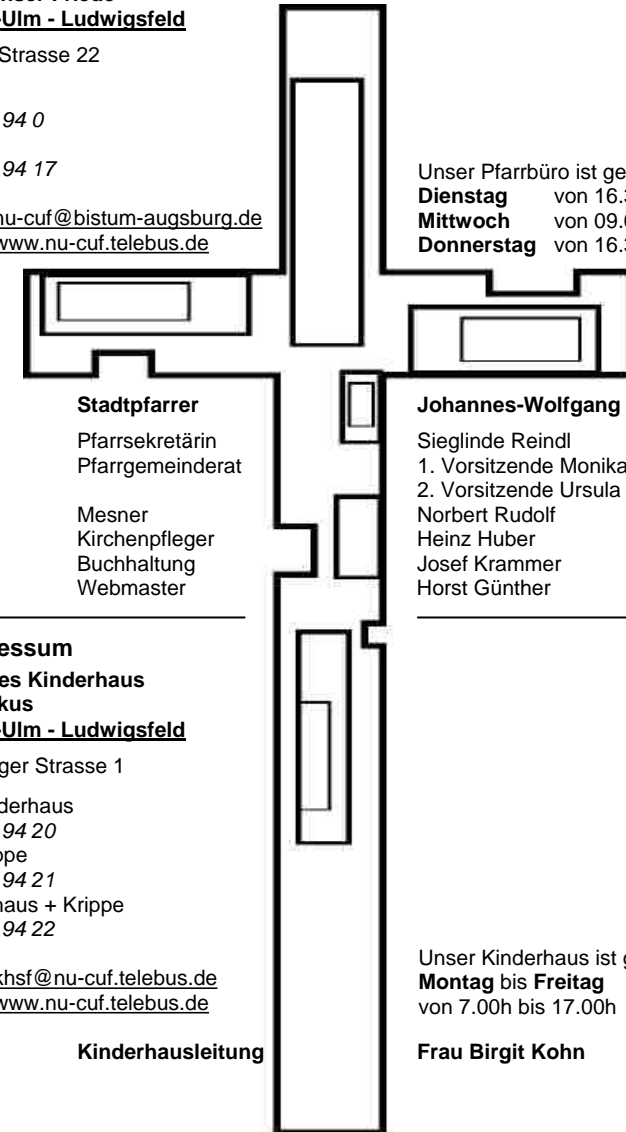 nser Friede
-Ulm - Ludwigsfeld
Strasse 22
94 0
94 17
nu-cuf@bistum-augsburg.de
www.nu-cuf.telebus.de
Unser Pfarrbüro ist ge
Dienstag von 16.3
Mittwoch von 09.0
Donnerstag von 16.3
Stadtpfarrer Johannes-Wolfgang
Pfarrsekretärin Sieglinde Reindl
Pfarrgemeinderat 1. Vorsitzende Monika
2. Vorsitzende Ursula
Mesner Norbert Rudolf
Kirchenpfleger Heinz Huber
Buchhaltung Josef Krammer
Webmaster Horst Günther
essum
es Kinderhaus
kus
-Ulm - Ludwigsfeld
ger Strasse 1
derhaus
94 20
ppe
94 21
haus + Krippe
94 22
khsf@nu-cuf.telebus.de
www.nu-cuf.telebus.de
Unser Kinderhaus ist g
Montag bis Freitag
von 7.00h bis 17.00h
Kinderhausleitung Frau Birgit Kohn